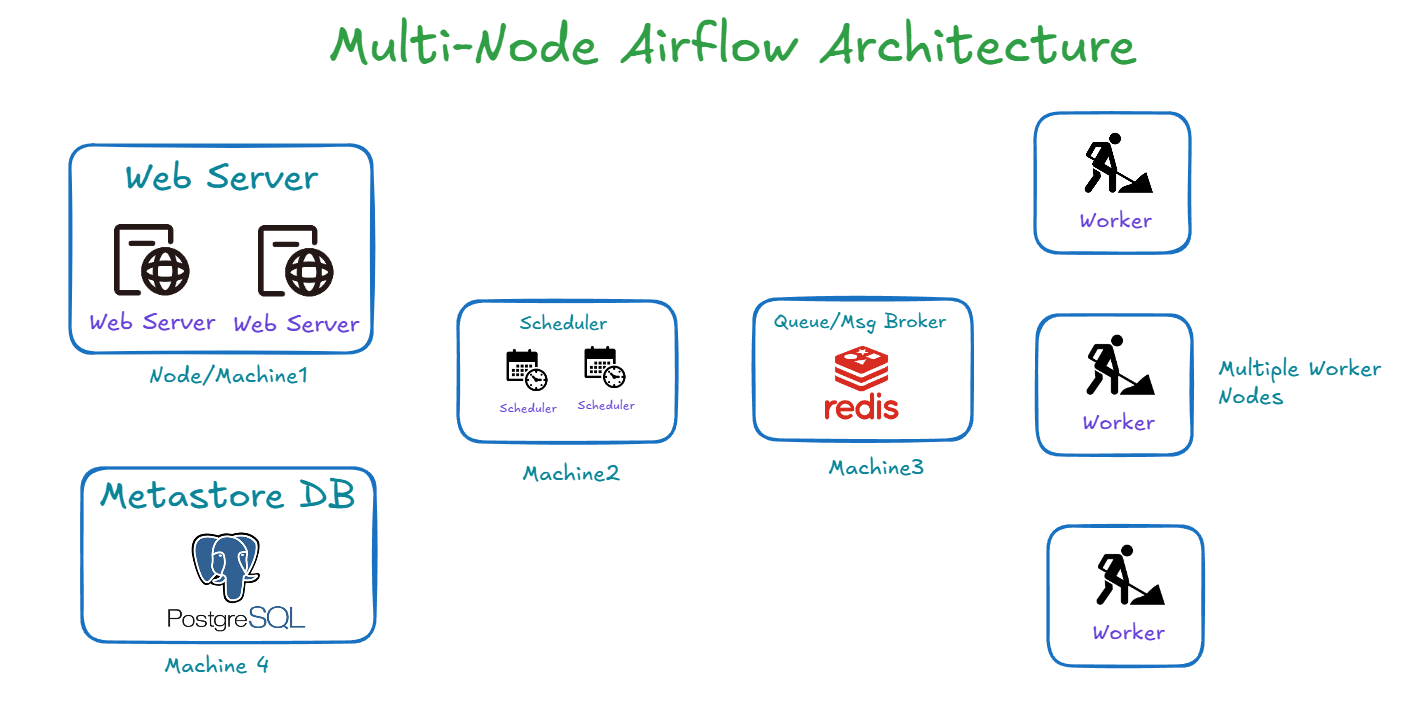 Multi-Node Airflow Architecture
Web Server
Web Server
Web Server
Node/Machine1
Metastore DB
PostgreSQL
Machine 4
Scheduler
Scheduler
Scheduler
Machine2
Queue/Msg Broker
redis
Machine3
Worker
Worker
Worker
Multiple Worker
Nodes